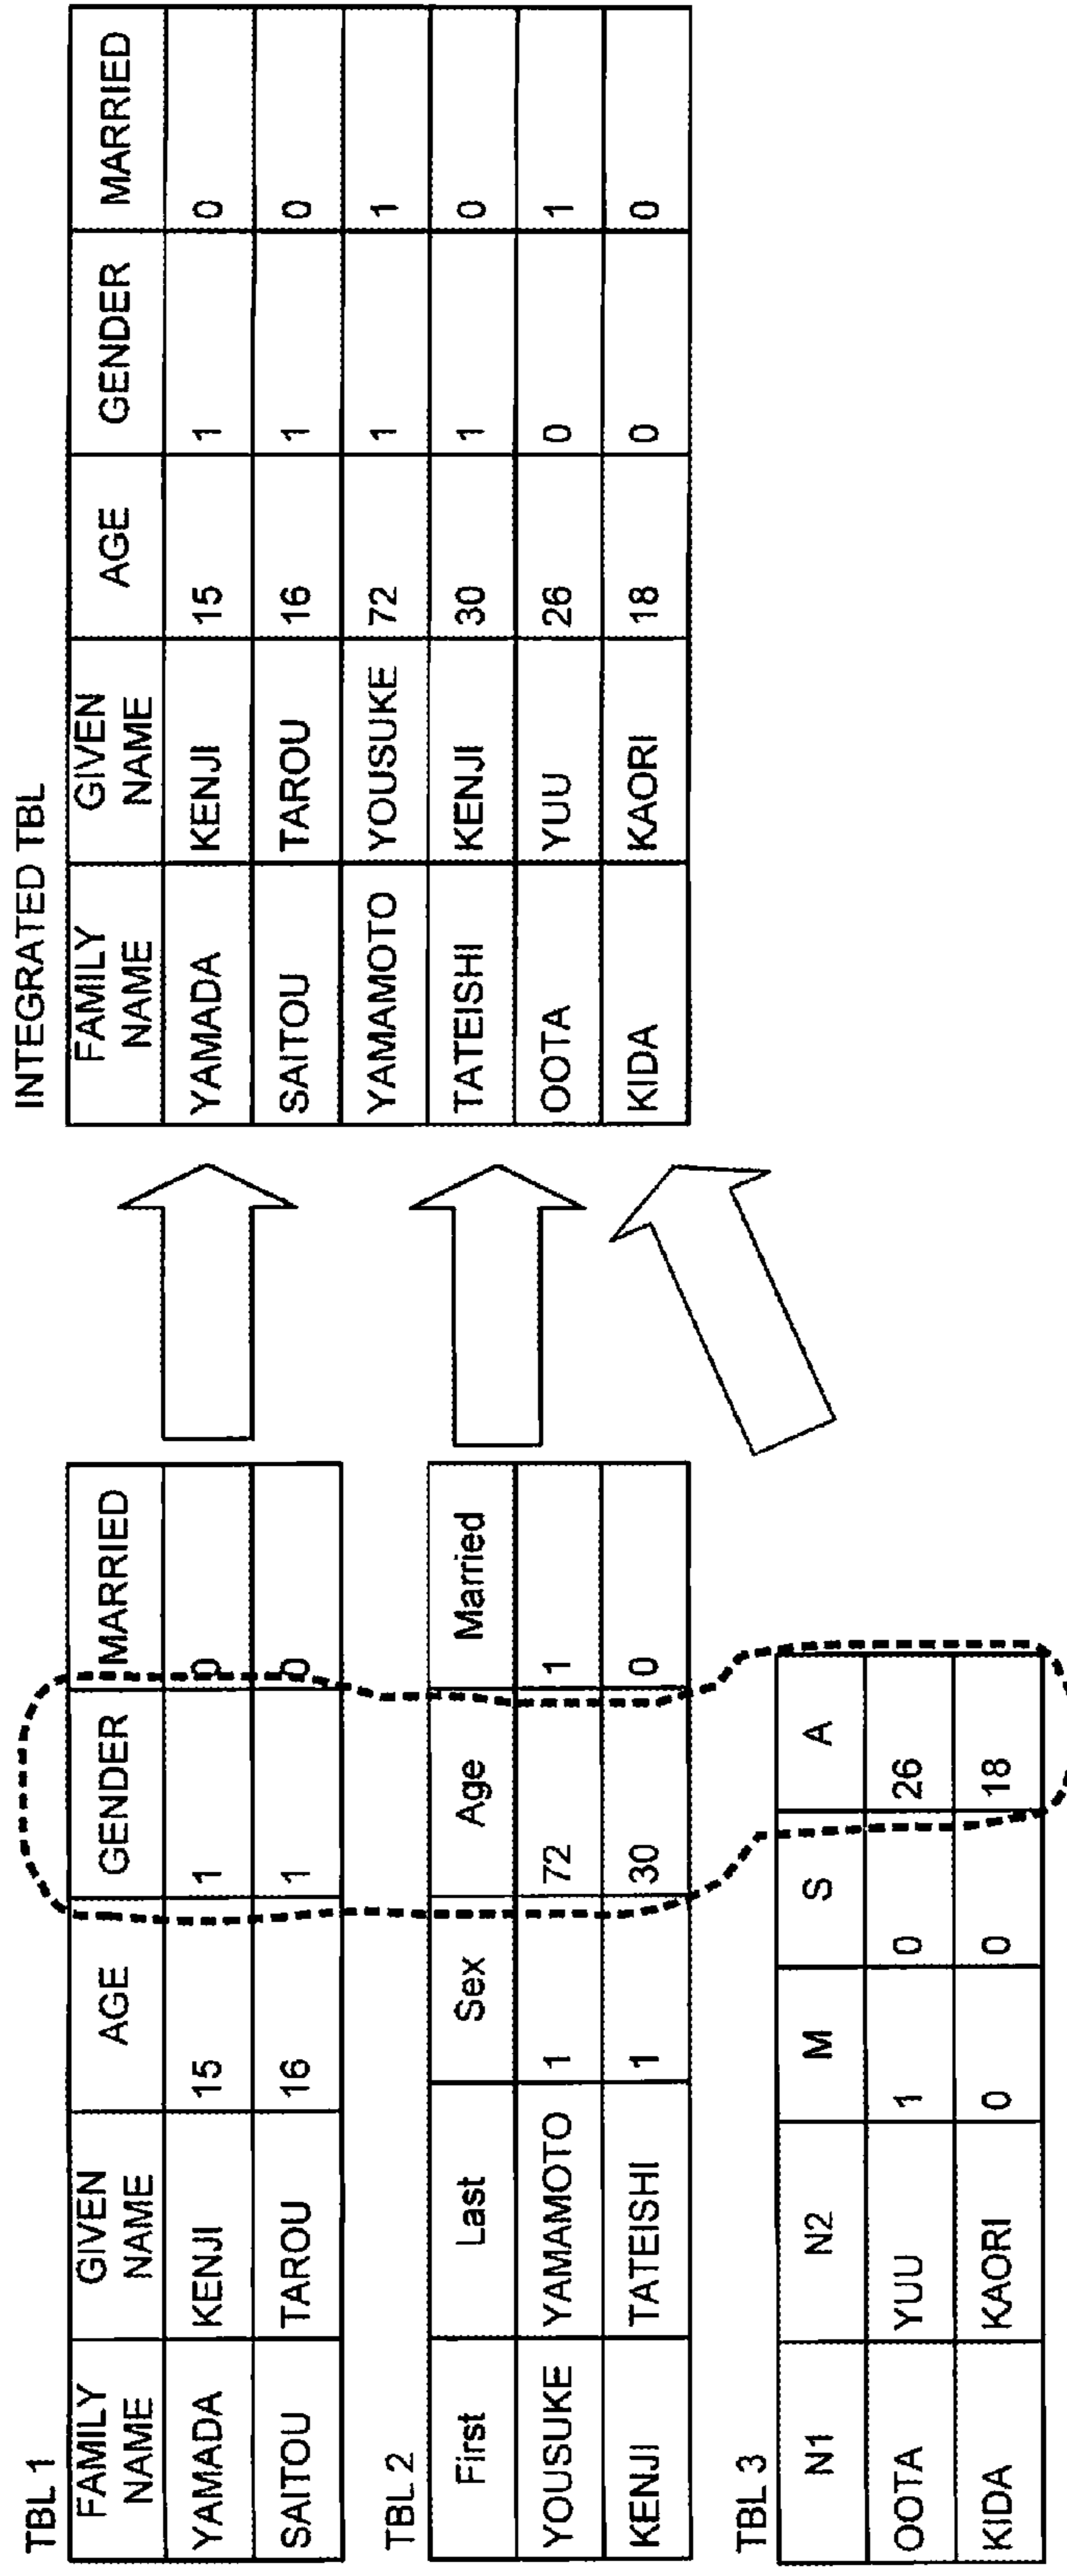 TBL 1
FAMILY NAME GIVEN NAME AGE GENDER MARRIED
YAMADA KENJI 15 1 0
SAITOU TAROU 16 1 0
TBL 2
First Last Sex Age Married
YOUSUKE YAMAMOTO 1 72 1
KENJI TATEISHI 1 30 0
TBL 3
N1 N2 M S A
OOTA YUU 1 0 26
KIDA KAORI 0 0 18
INTEGRATED TBL
FAMILY NAME GIVEN NAME AGE GENDER MARRIED
YAMADA KENJI 15 1 0
SAITOU TAROU 16 1 0
YAMAMOTO YOUSUKE 72 1 1
TATEISHI KENJI 30 1 0
OOTA YUU 26 0 1
KIDA KAORI 18 0 0